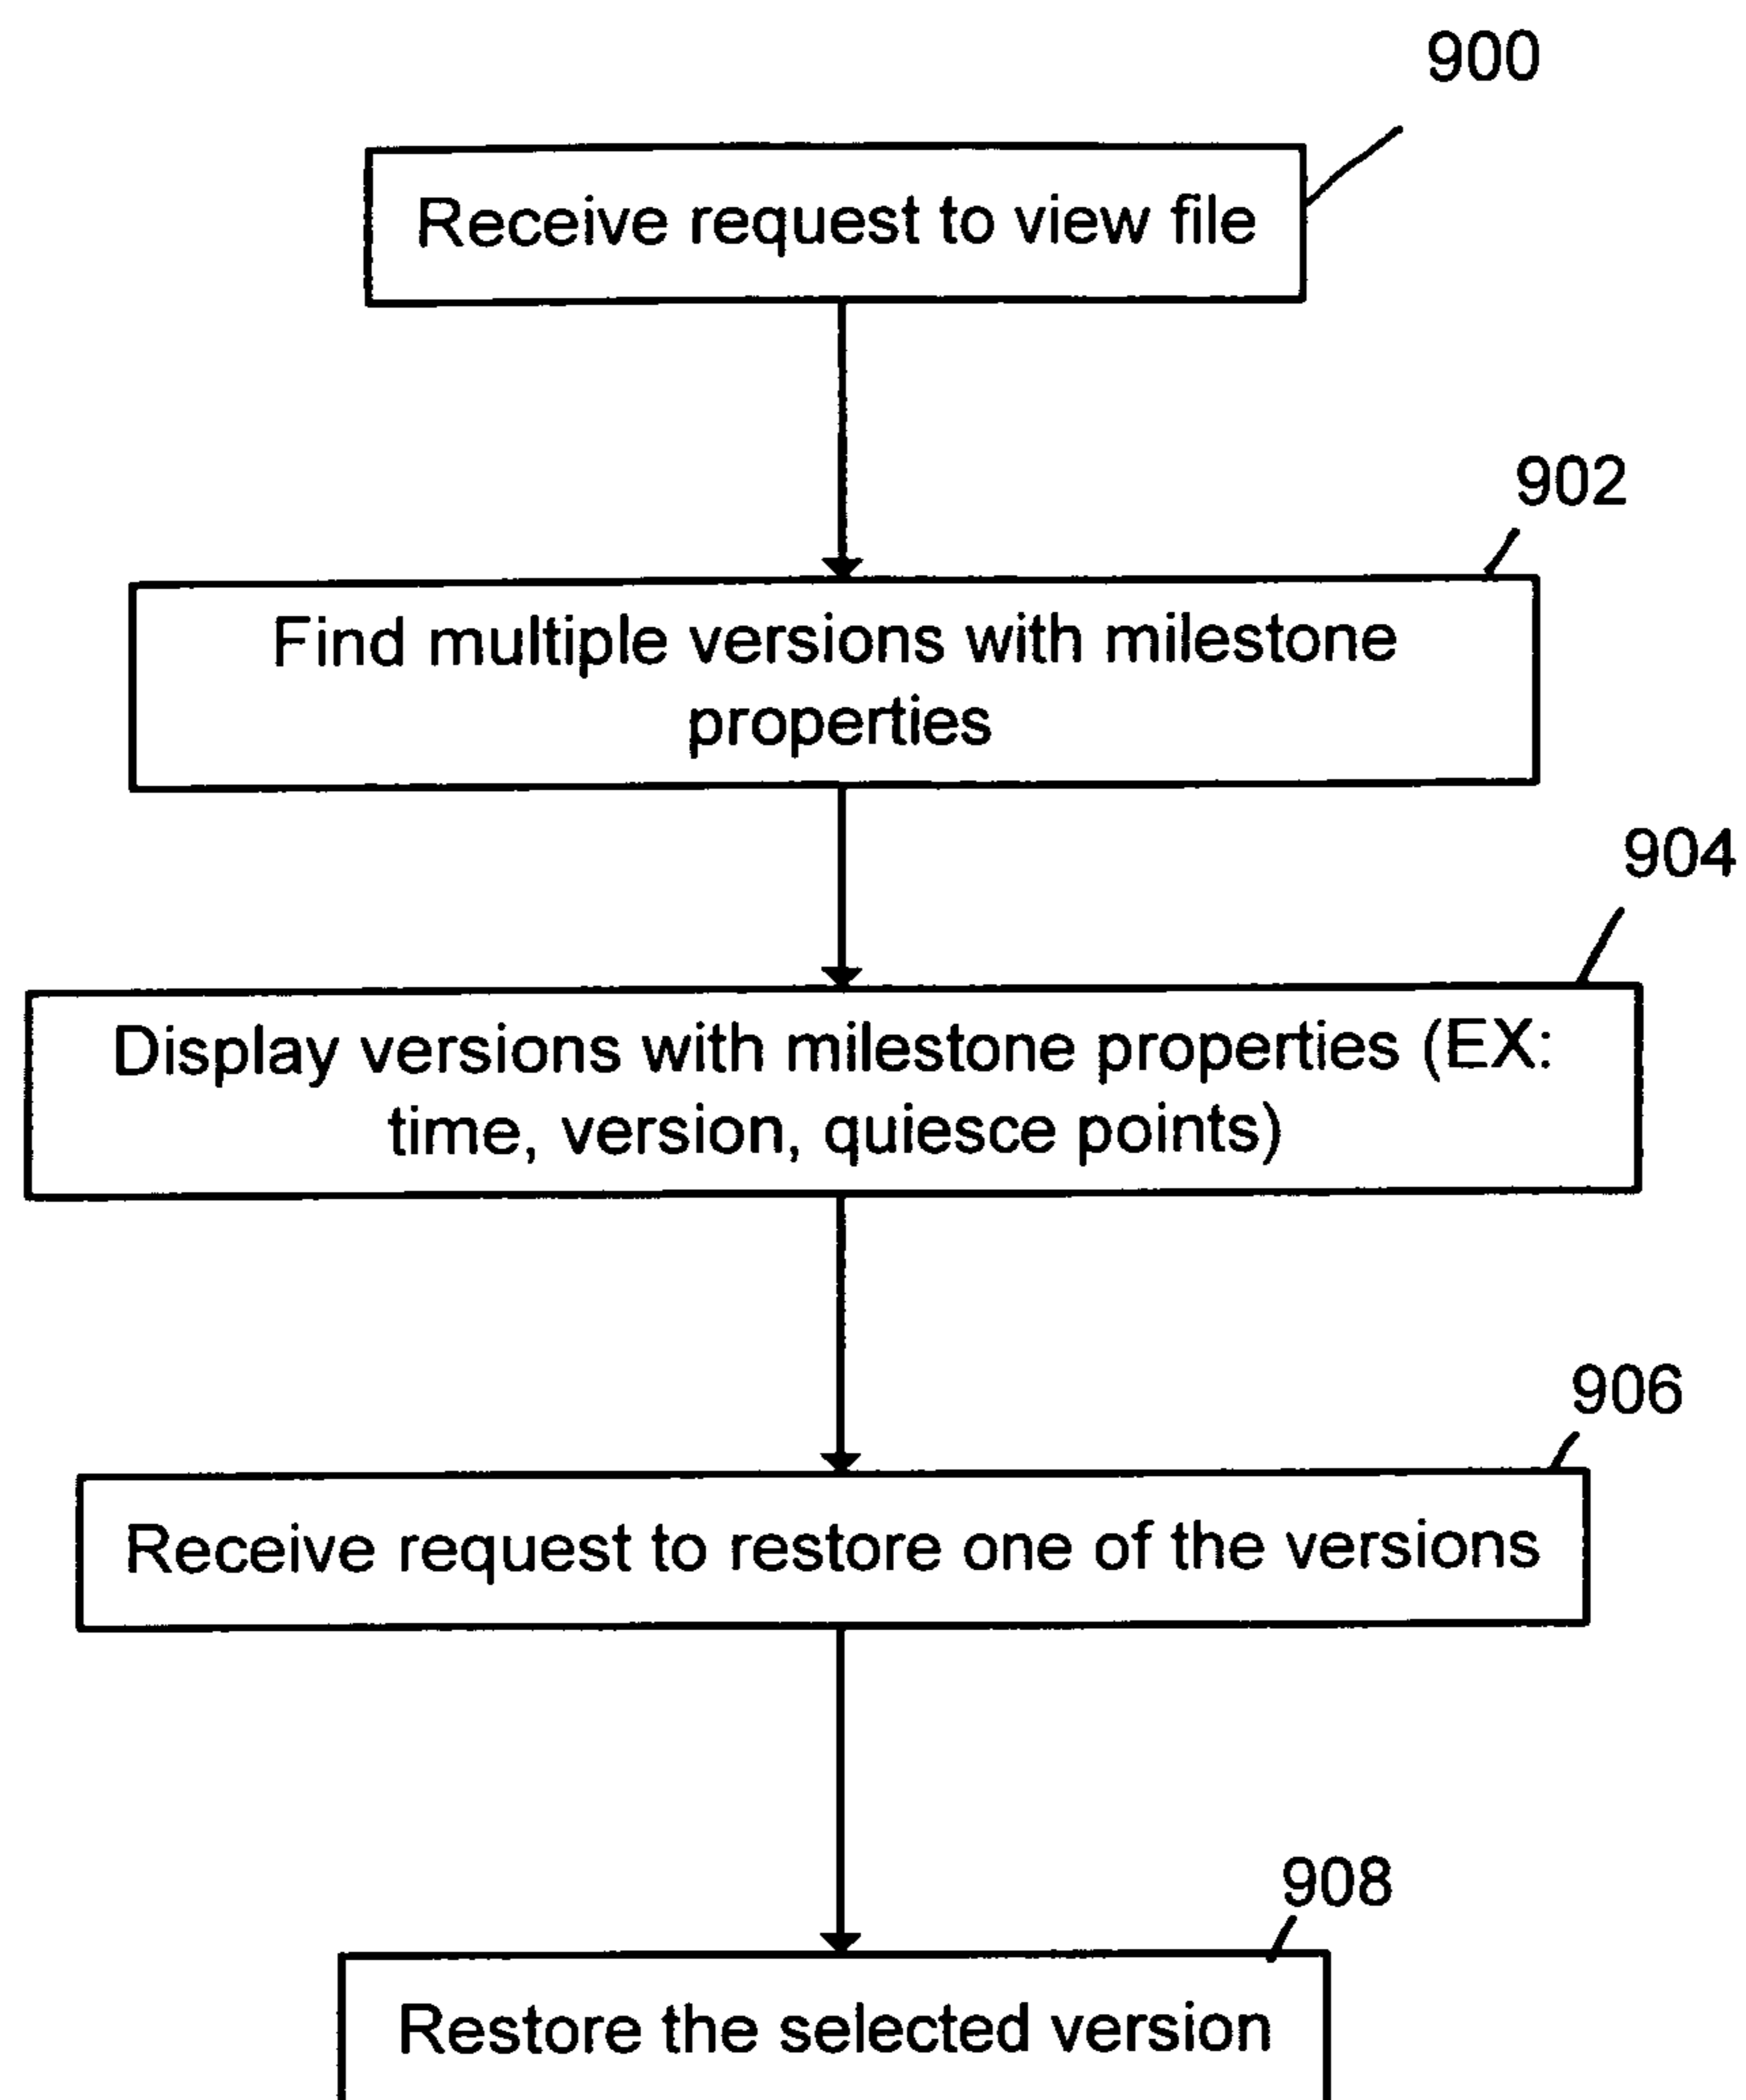 900
Receive request to view file
902
Find multiple versions with milestone
properties
904
Display versions with milestone properties (EX:
time, version, quiesce points)
906
Receive request to restore one of the versions
908
Restore the selected version